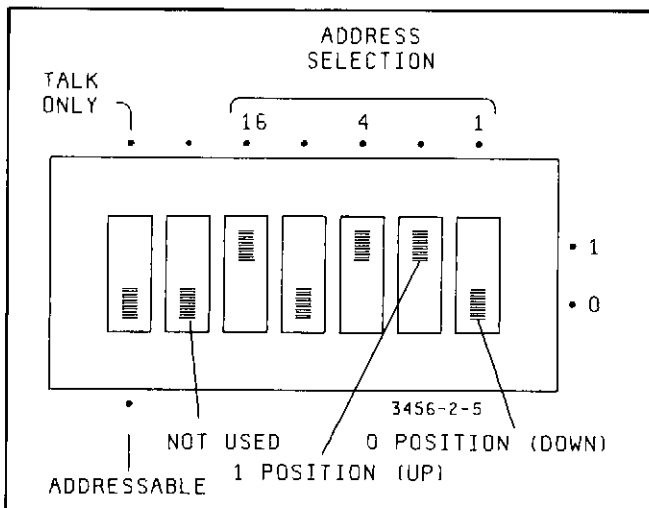 ADDRESS
SELECTION
TALK
ONLY
16 4 1
1
0
3456-2-5
NOT USED 0 POSITION (DOWN)
1 POSITION (UP)
ADDRESSABLE